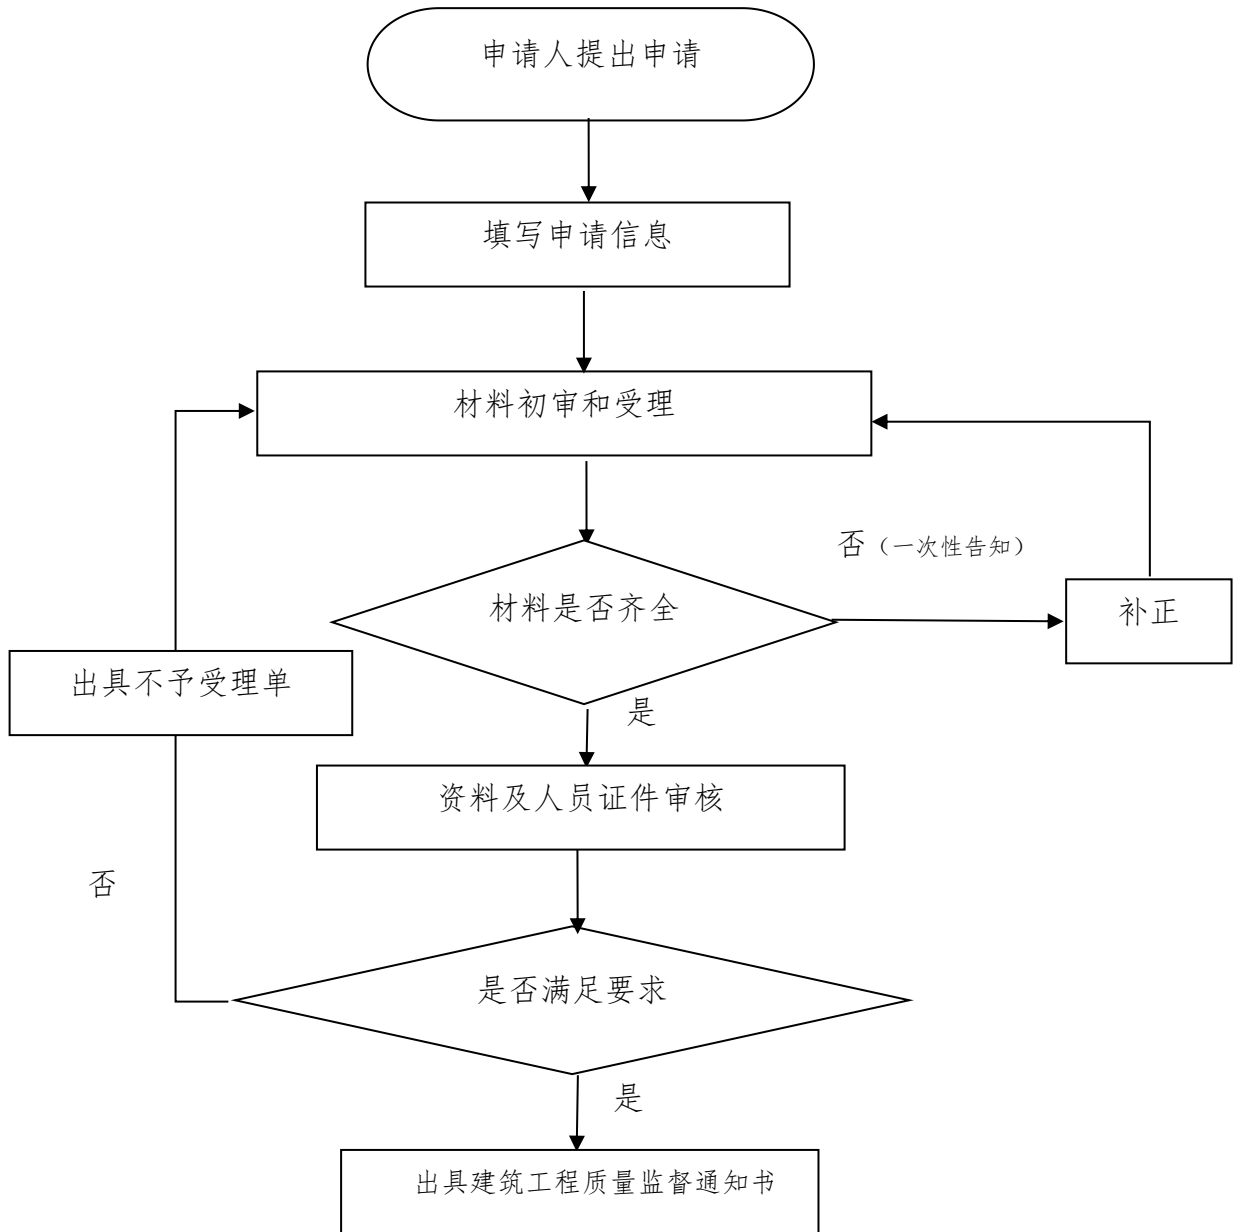 申请人提出申请
填写申请信息
材料初审和受理
否（一次性告知）
材料是否齐全
补正
出具不予受理单
是
资料及人员证件审核
否
是否满足要求
是
出具建筑工程质量监督通知书